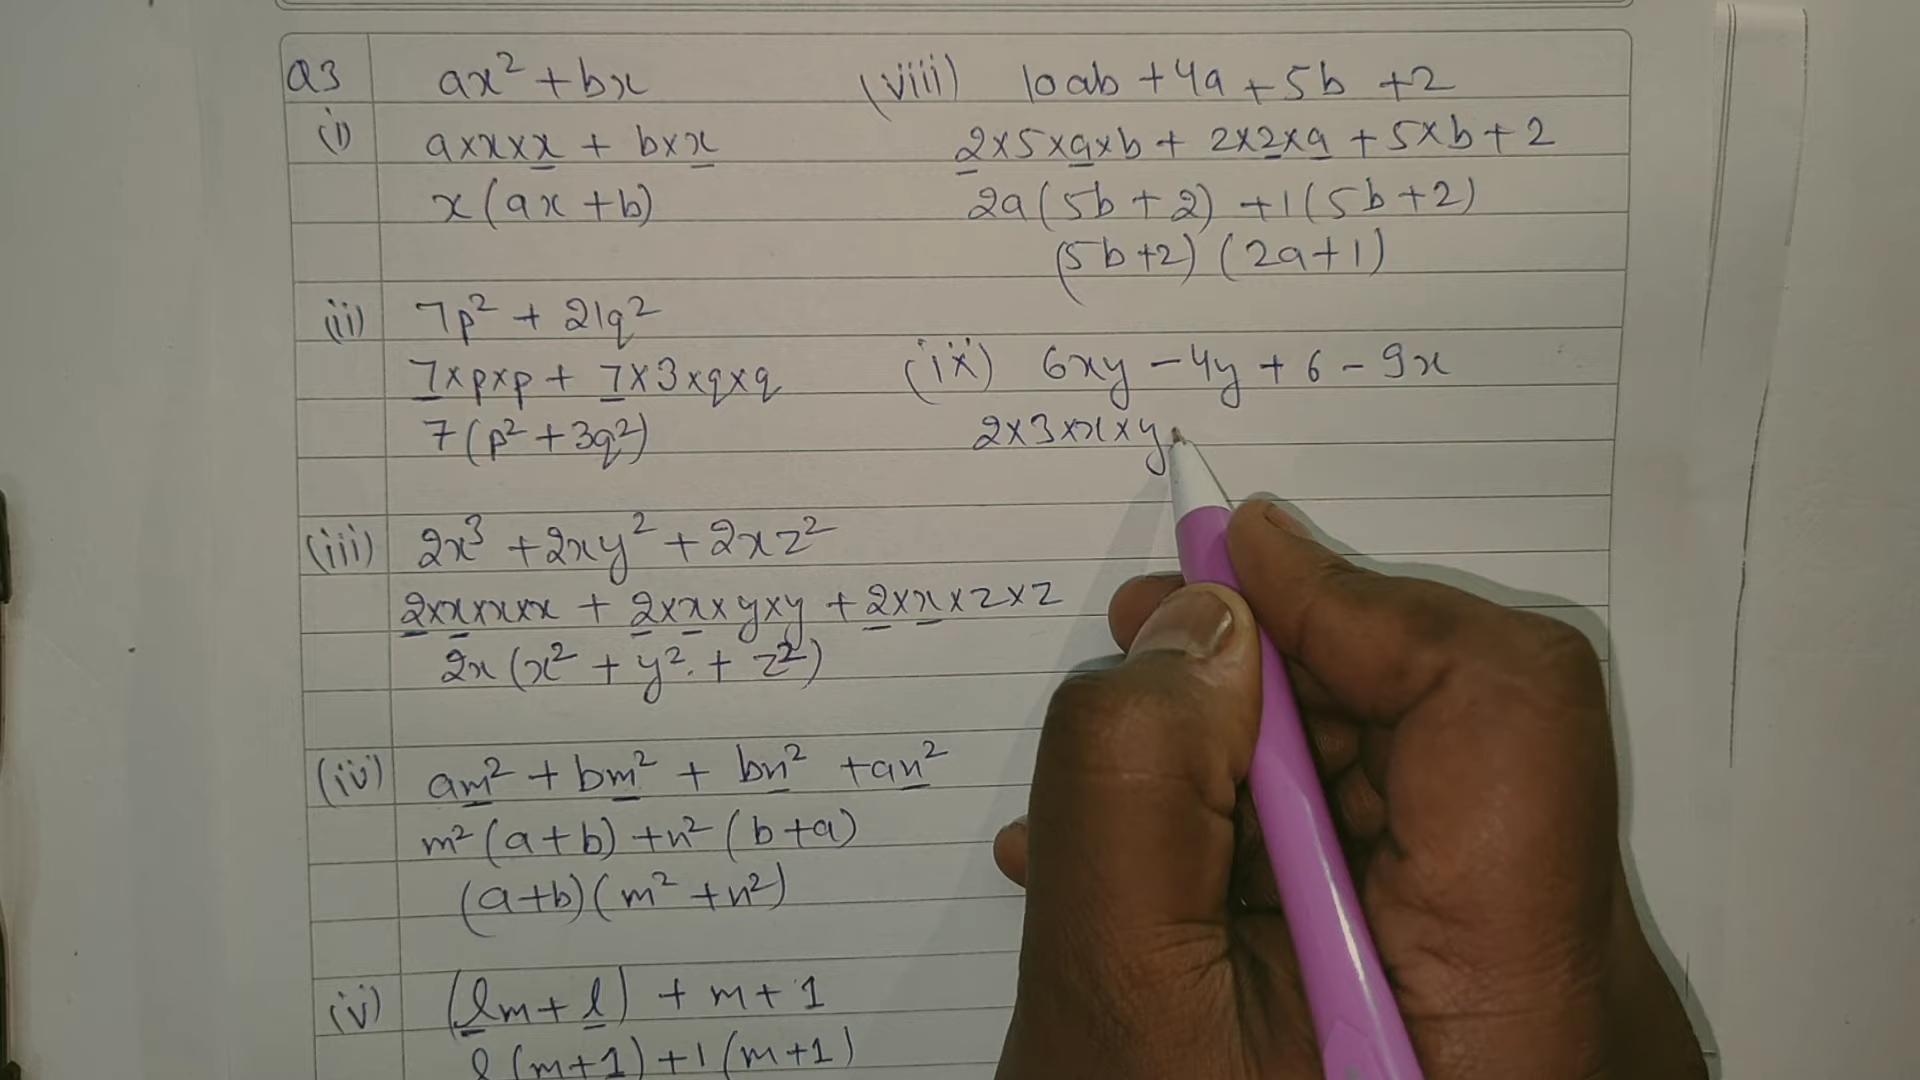 Q3 ax² + bx
(i) a×x×x + b×x
x(ax + b)
(ii) 7p² + 21q²
7×p×p + 7×3×q×q
7(p² + 3q²)
(iii) 2x³ + 2xy² + 2xz²
2×x×x×x + 2×x×y×y + 2×x×z×z
2x(x² + y² + z²)
(iv) am² + bm² + bn² + an²
m²(a+b) + n²(b+a)
(a+b)(m² + n²)
(v) (lm + l) + m + 1
l(m+1) + 1(m+1)
(viii) 10ab + 4a + 5b + 2
2×5×a×b + 2×2×a + 5×b + 2
2a(5b + 2) + 1(5b + 2)
(5b + 2) (2a + 1)
(ix) 6xy - 4y + 6 - 9x
2×3×x×y